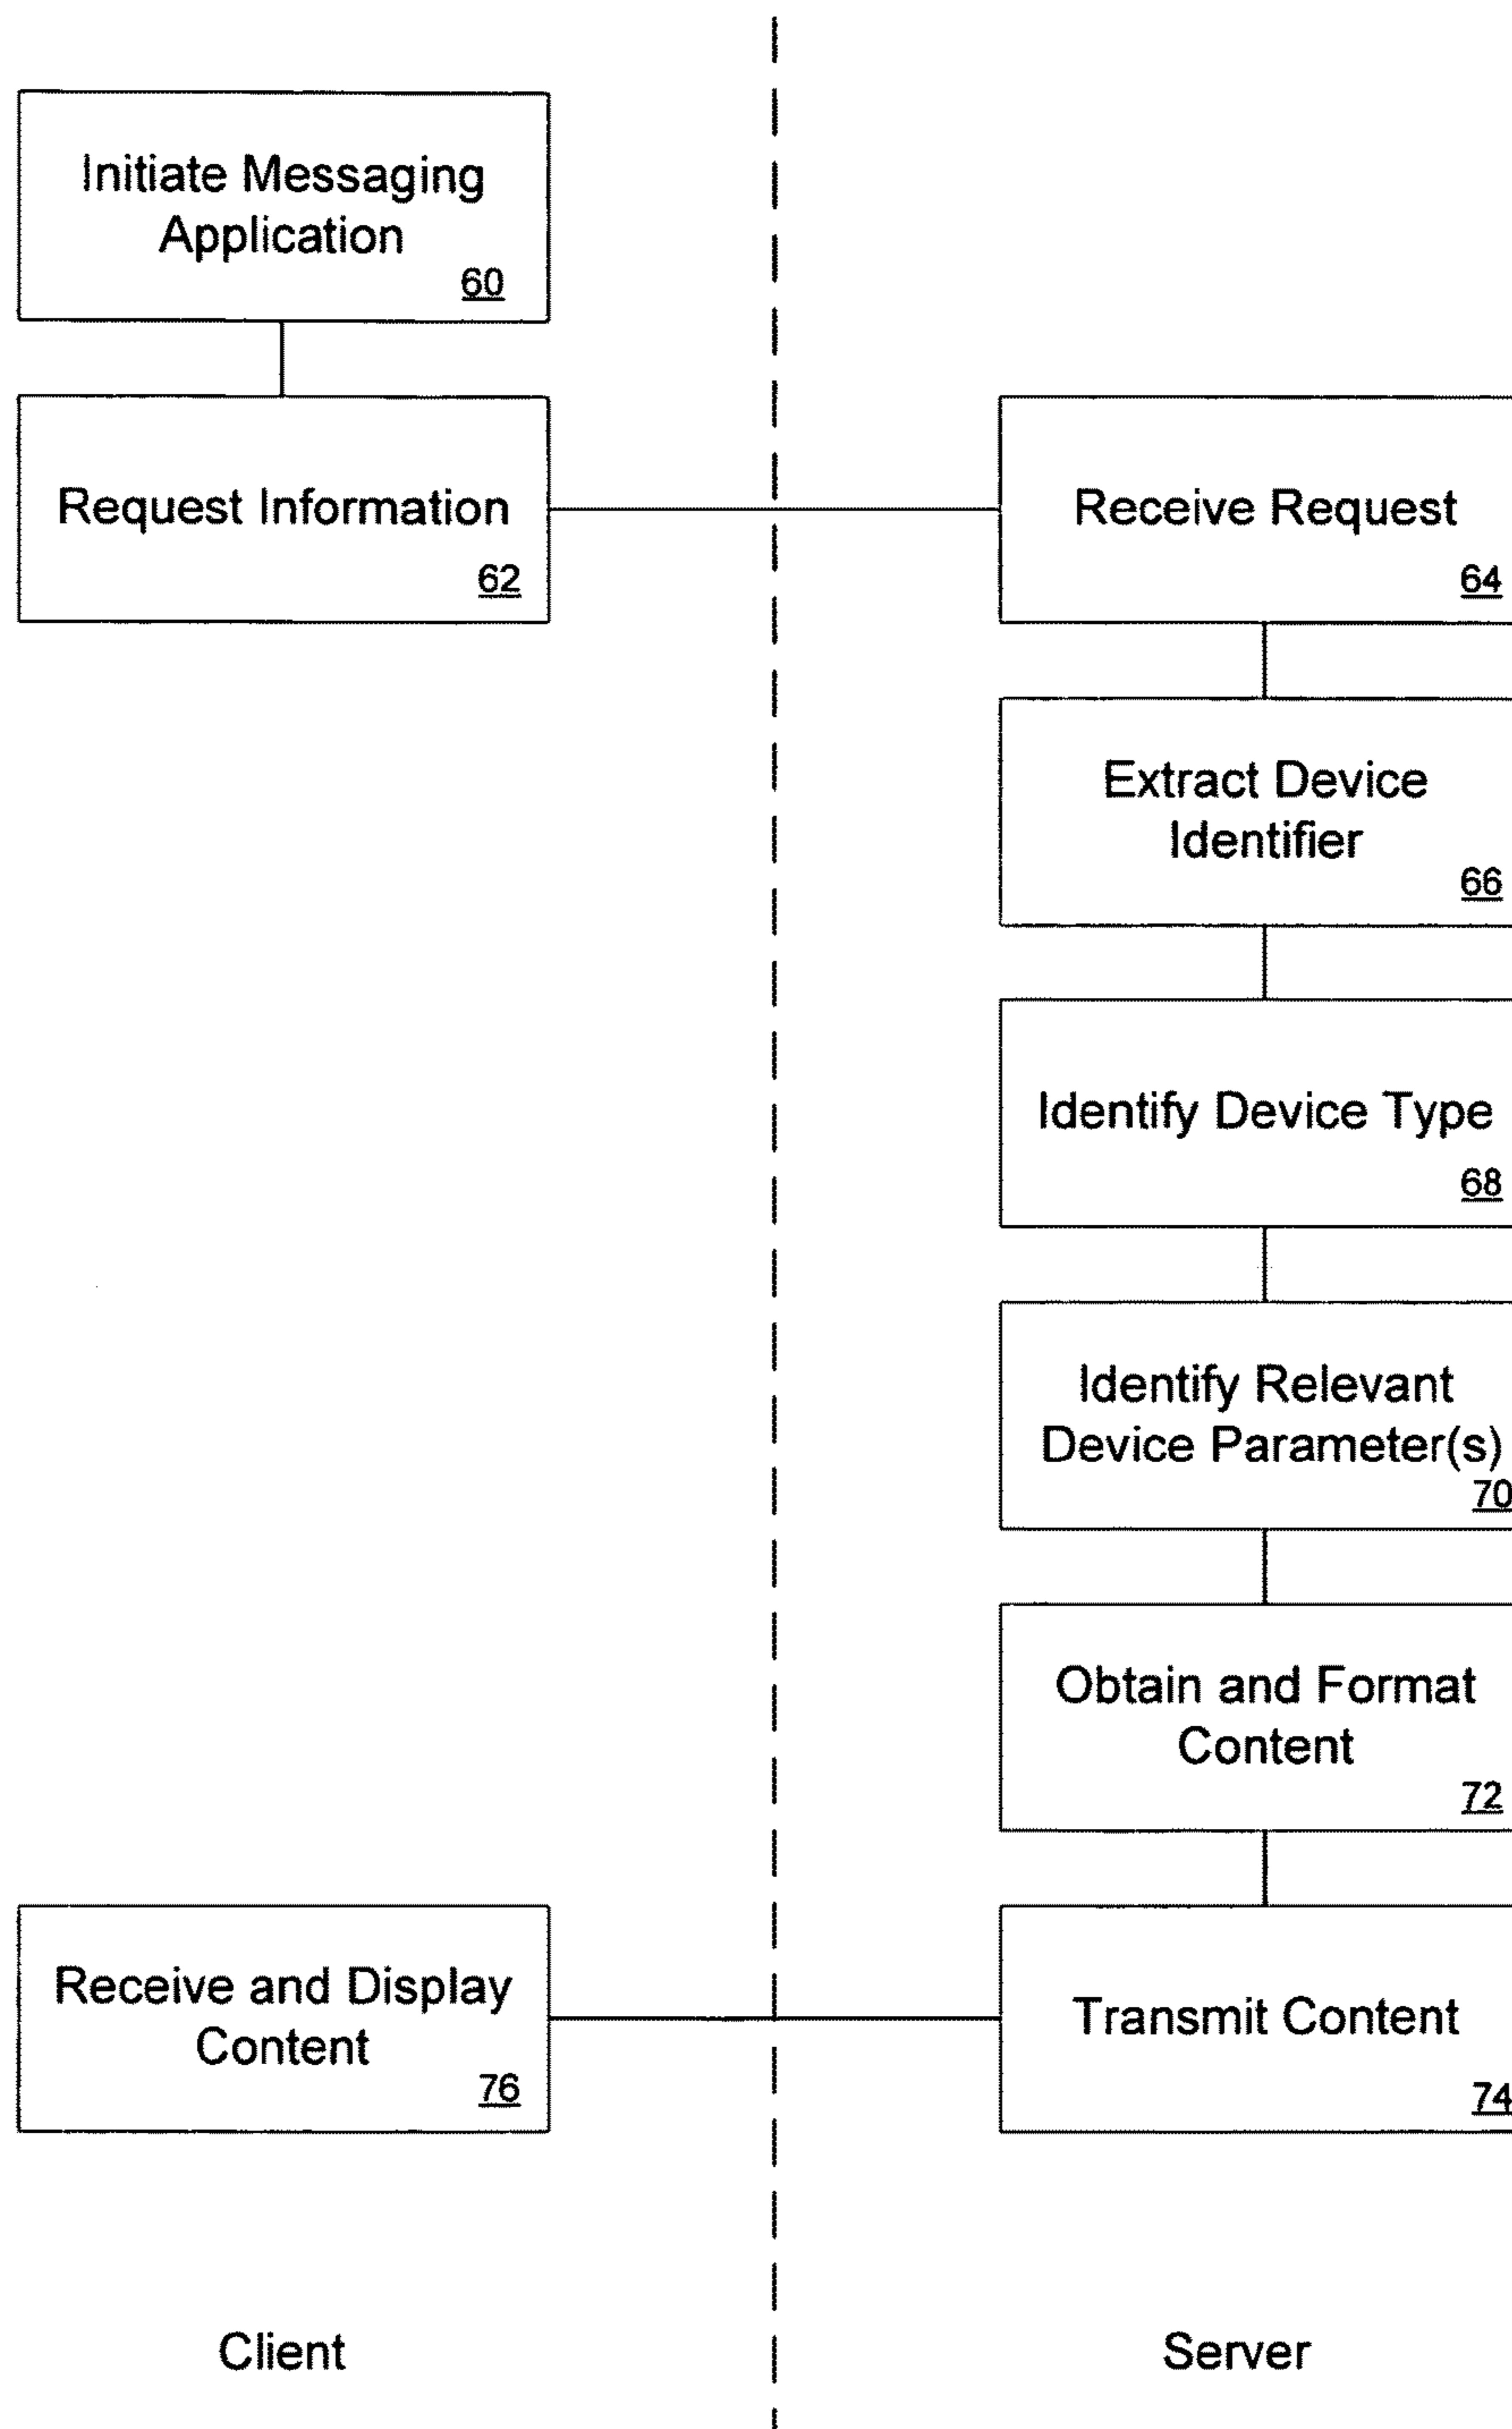 Initiate Messaging
Application
60
Request Information
62
Receive Request
64
Extract Device
Identifier
66
Identify Device Type
68
Identify Relevant
Device Parameter(s)
70
Obtain and Format
Content
72
Transmit Content
74
Receive and Display
Content
76
Client
Server